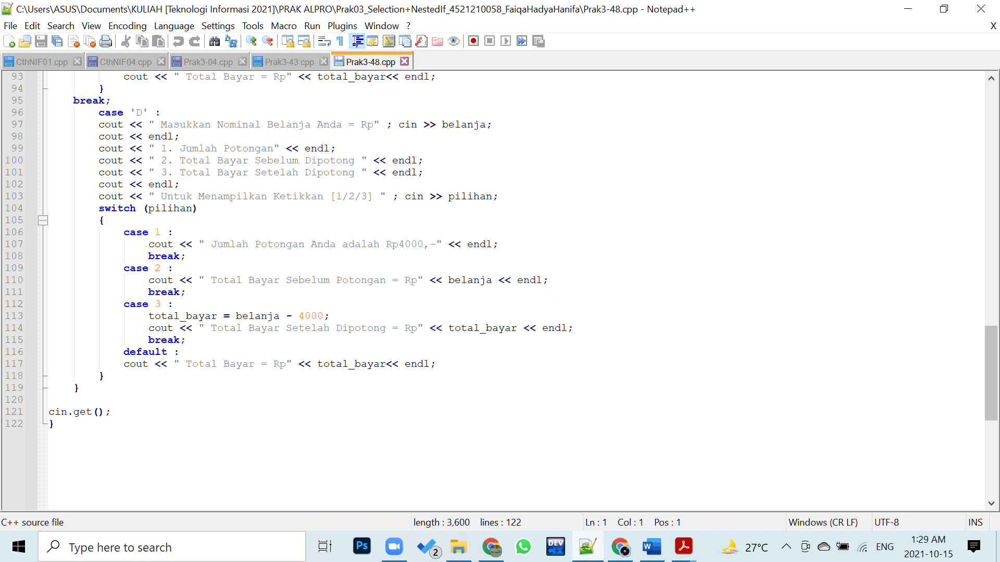 C:\Users\ASUS\Documents\KULIAH [Teknologi Informasi 2021]\PRAK ALPRO\Prak03_Selection+NestedIf_4521210058_FaiqaHadyaHanifa\Prak3-48.cpp - Notepad++
File Edit Search View Encoding Language Settings Tools Macro Run Plugins Window ? X
CthNIF01.cpp CthNIF04.cpp Prak3-04.cpp Prak3-43.cpp Prak3-48.cpp
93 cout << " Total Bayar = Rp" << total_bayar<< endl;
94 }
95 break;
96 case 'D' :
97 cout << " Masukkan Nominal Belanja Anda = Rp" ; cin >> belanja;
98 cout << endl;
99 cout << " 1. Jumlah Potongan" << endl;
100 cout << " 2. Total Bayar Sebelum Dipotong " << endl;
101 cout << " 3. Total Bayar Setelah Dipotong " << endl;
102 cout << endl;
103 cout << " Untuk Menampilkan Ketikkan [1/2/3] " ; cin >> pilihan;
104 switch (pilihan)
105 {
106 case 1 :
107 cout << " Jumlah Potongan Anda adalah Rp4000,-" << endl;
108 break;
109 case 2 :
110 cout << " Total Bayar Sebelum Potongan = Rp" << belanja << endl;
111 break;
112 case 3 :
113 total_bayar = belanja - 4000;
114 cout << " Total Bayar Setelah Dipotong = Rp" << total_bayar << endl;
115 break;
116 default :
117 cout << " Total Bayar = Rp" << total_bayar<< endl;
118 }
119 }
120
121 cin.get();
122 }
C++ source file length : 3,600 lines : 122 Ln : 1 Col : 1 Pos : 1 Windows (CR LF) UTF-8 INS
Type here to search Ps 2 DEV C++ W 27°C ENG 1:29 AM
2021-10-15